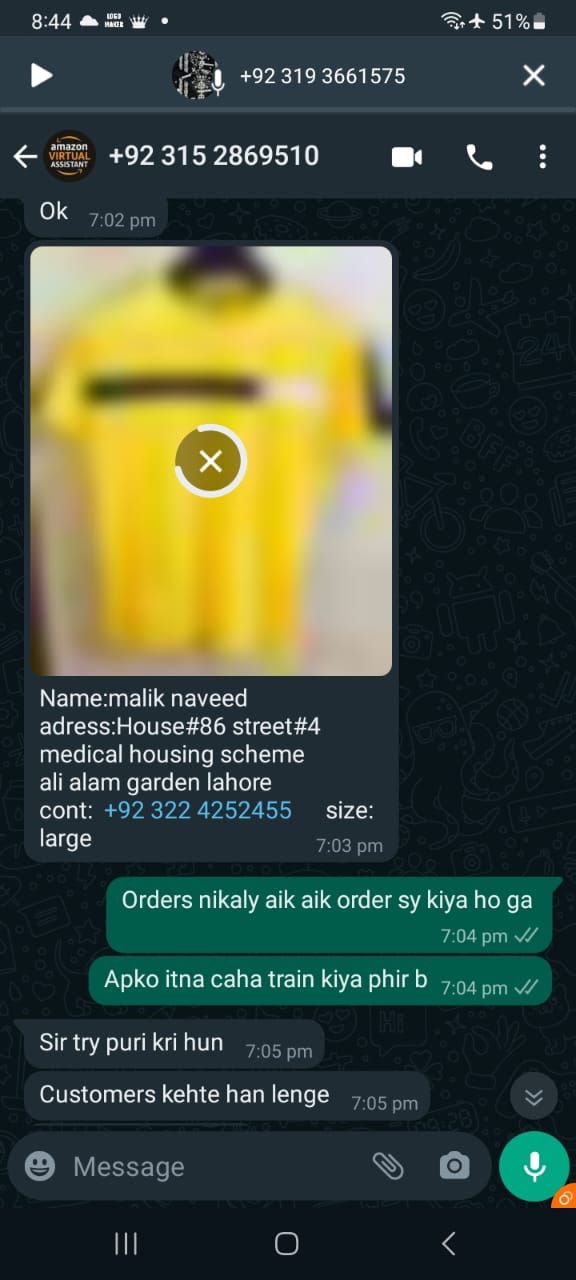 8:44
LOGO
MAKER
51%
+92 319 3661575
amazon
VIRTUAL
ASSISTANT
+92 315 2869510
Ok 7:02 pm
Name:malik naveed
adress:House#86 street#4
medical housing scheme
ali alam garden lahore
cont: +92 322 4252455 size:
large 7:03 pm
Orders nikaly aik aik order sy kiya ho ga
7:04 pm
Apko itna caha train kiya phir b 7:04 pm
Sir try puri kri hun 7:05 pm
Customers kehte han lenge 7:05 pm
Message